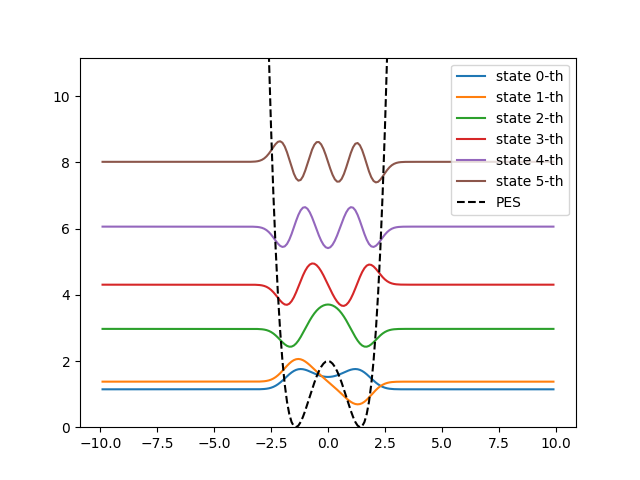 10
8
6
4
2
0
−10.0 −7.5 −5.0 −2.5 0.0 2.5 5.0 7.5 10.0
state 0-th
state 1-th
state 2-th
state 3-th
state 4-th
state 5-th
PES